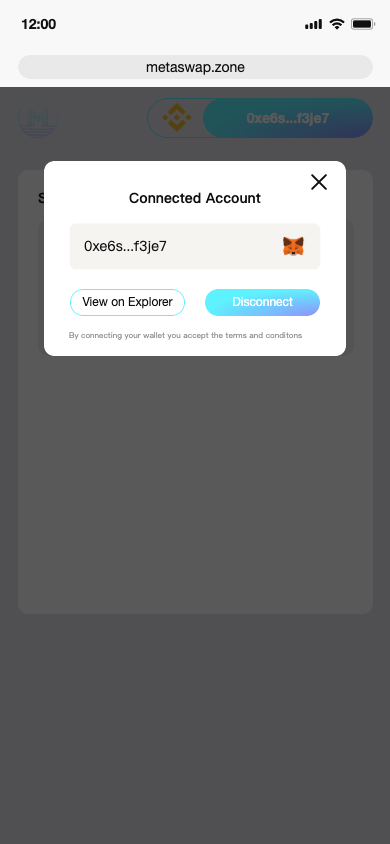 12:00
metaswap.zone
0xe6s...f3je7
S
Connected Account
0xe6s...f3je7
View on Explorer
Disconnect
By connecting your wallet you accept the terms and conditons